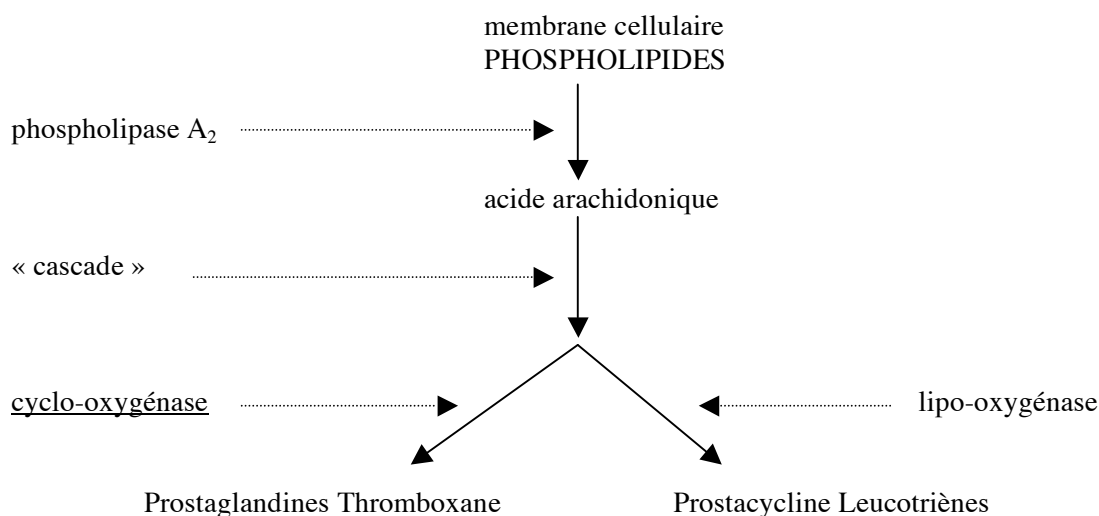 membrane cellulaire
PHOSPHOLIPIDES
phospholipase A₂
acide arachidonique
« cascade »
cyclo-oxygénase
lipo-oxygénase
Prostaglandines Thromboxane
Prostacycline Leucotriènes